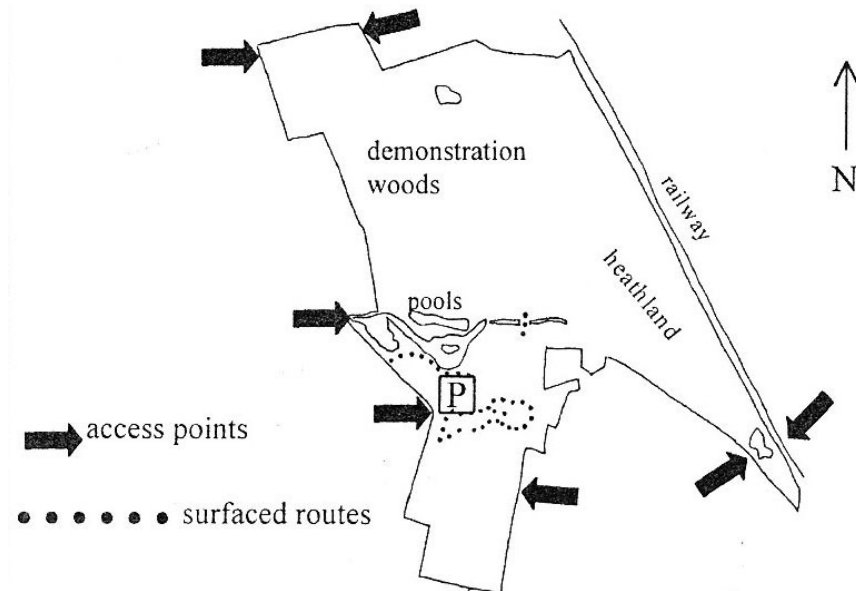 demonstration
woods
N
railway
heathland
pools
P
access points
surfaced routes